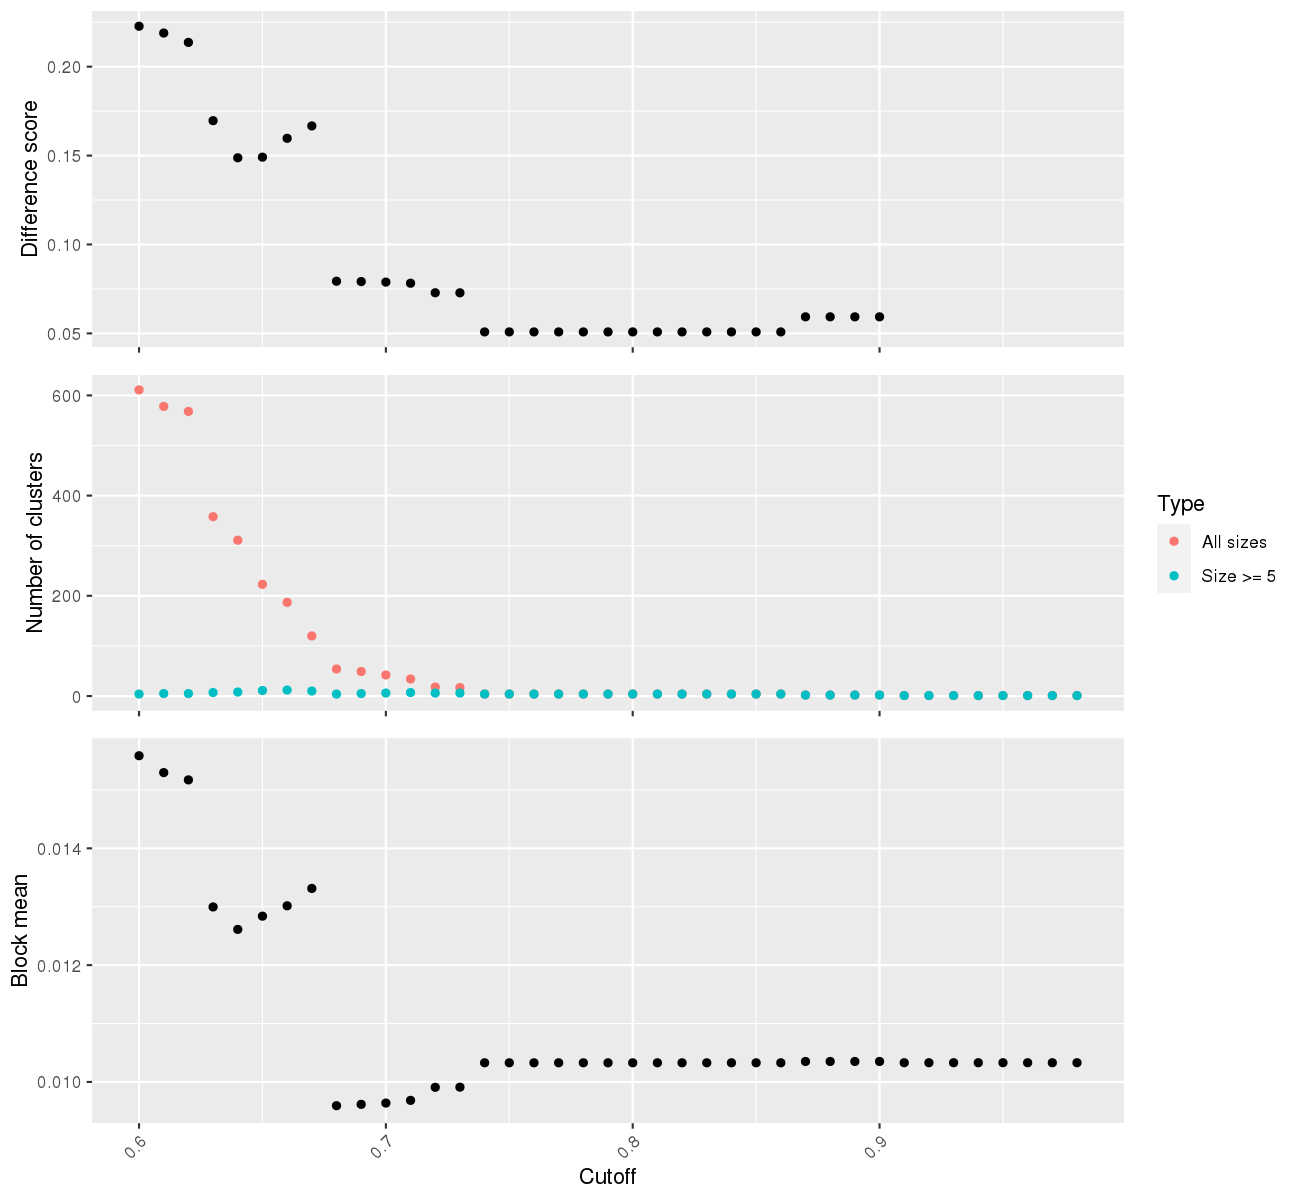 Difference score
0.20
0.15
0.10
0.05
Number of clusters
600
400
200
0
Type
All sizes
Size >= 5
Block mean
0.014
0.012
0.010
0.6
0.7
0.8
0.9
Cutoff